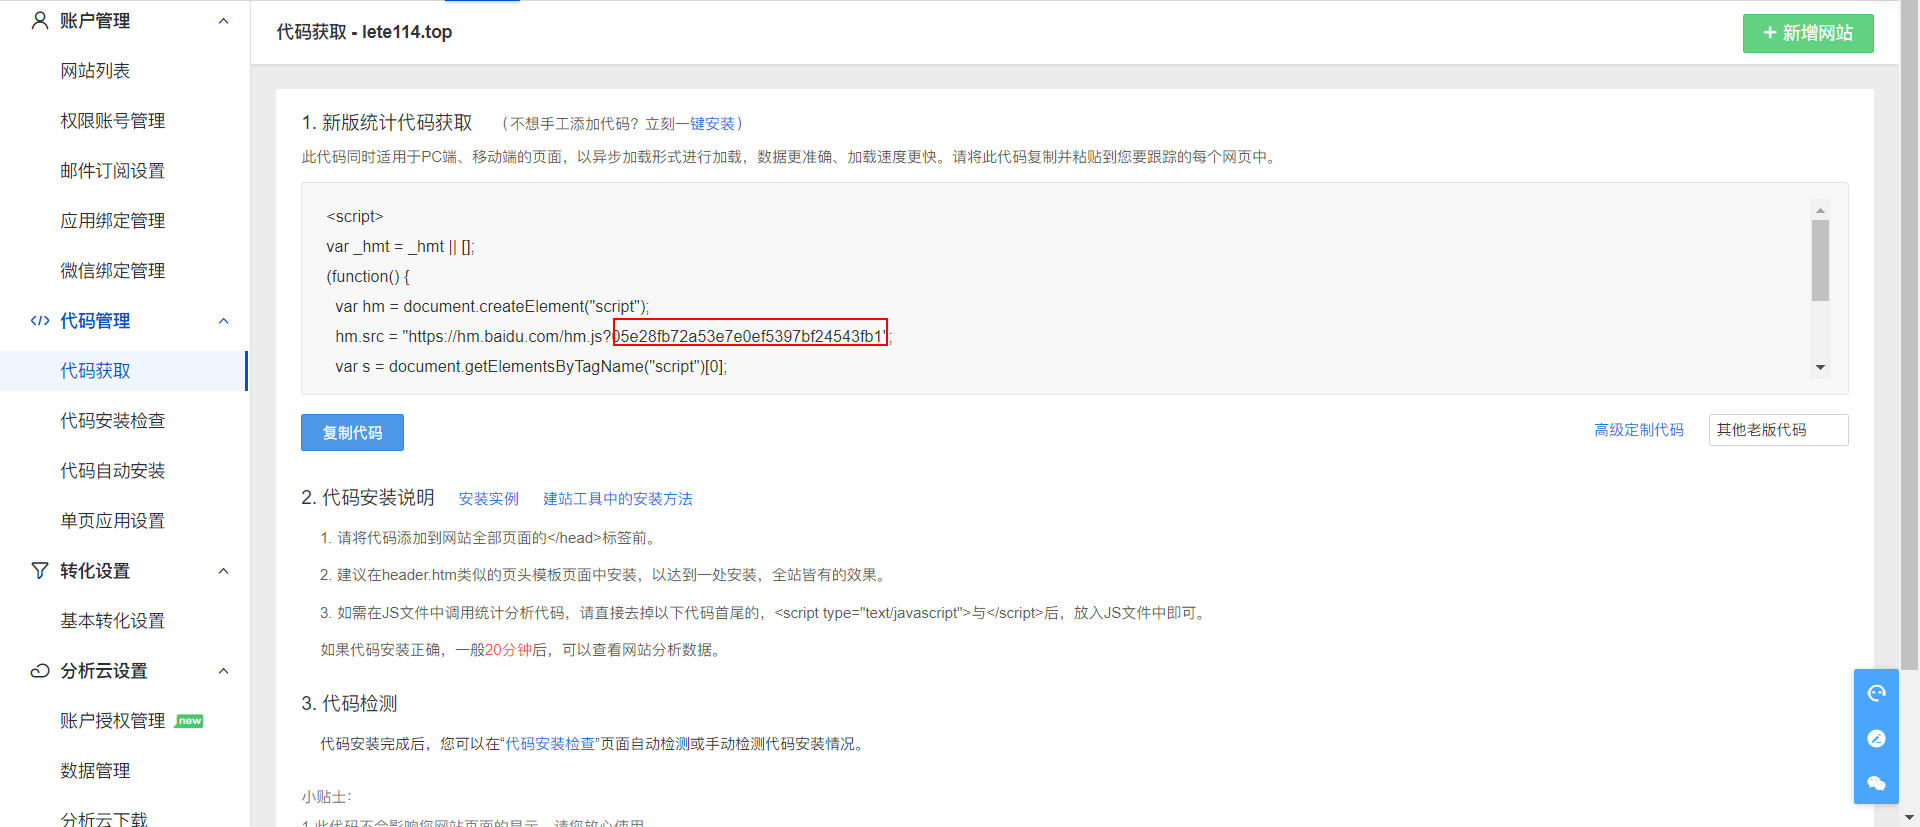 账户管理
网站列表
权限账号管理
邮件订阅设置
应用绑定管理
微信绑定管理
代码管理
代码获取
代码安装检查
代码自动安装
单页应用设置
转化设置
基本转化设置
分析云设置
账户授权管理 new
数据管理
分析云下载
代码获取 - lete114.top
+ 新增网站
1. 新版统计代码获取 （不想手工添加代码？立刻一键安装）
此代码同时适用于PC端、移动端的页面，以异步加载形式进行加载，数据更准确、加载速度更快。请将此代码复制并粘贴到您要跟踪的每个网页中。
<script>
var _hmt = _hmt || [];
(function() {
var hm = document.createElement("script");
hm.src = "https://hm.baidu.com/hm.js?05e28fb72a53e7e0ef5397bf24543fb1";
var s = document.getElementsByTagName("script")[0];
复制代码
高级定制代码
其他老版代码
2. 代码安装说明 安装实例 建站工具中的安装方法
1. 请将代码添加到网站全部页面的</head>标签前。
2. 建议在header.htm类似的页头模板页面中安装，以达到一处安装，全站皆有的效果。
3. 如需在JS文件中调用统计分析代码，请直接去掉以下代码首尾的，<script type="text/javascript">与</script>后，放入JS文件中即可。
如果代码安装正确，一般20分钟后，可以查看网站分析数据。
3. 代码检测
代码安装完成后，您可以在“代码安装检查”页面自动检测或手动检测代码安装情况。
小贴士：
1.此代码不会影响您网站页面的显示，请您放心使用